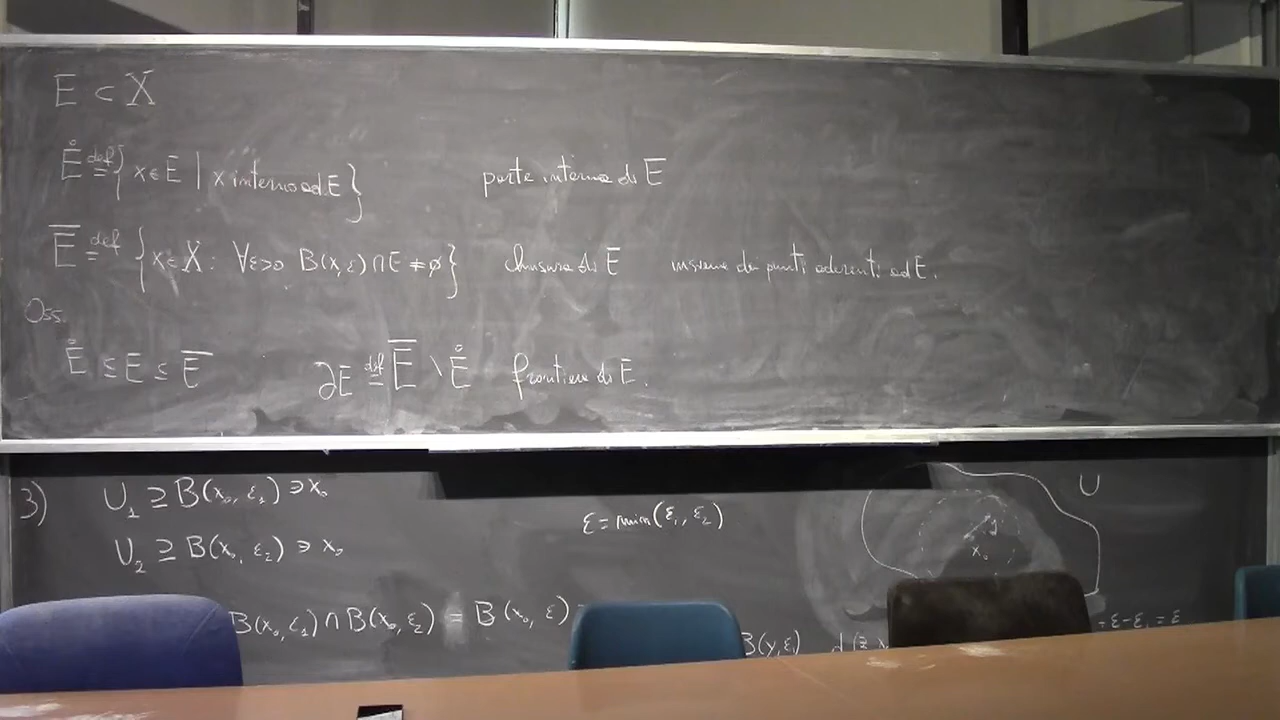 E ⊂ X
E̊ def= { x ∈ E | x interno ad E } parte interna di E
E̅ def= { x ∈ X : ∀ε>0 B(x, ε) ∩ E ≠ ∅ } chiusura di E insieme dei punti aderenti ad E.
Oss.
E̊ ⊆ E ⊆ E̅ ∂E def= E̅ \ E̊ frontiera di E.
3) U₁ ⊇ B(x₀, ε₁) ∋ x₀ U
ε = min(ε₁, ε₂) y
U₂ ⊇ B(x₀, ε₂) ∋ x₀ x₀
B(x₀, ε₁) ∩ B(x₀, ε₂) = B(x₀, ε)
B(y, ε₁) d(z, x = ε - ε₁ = ε